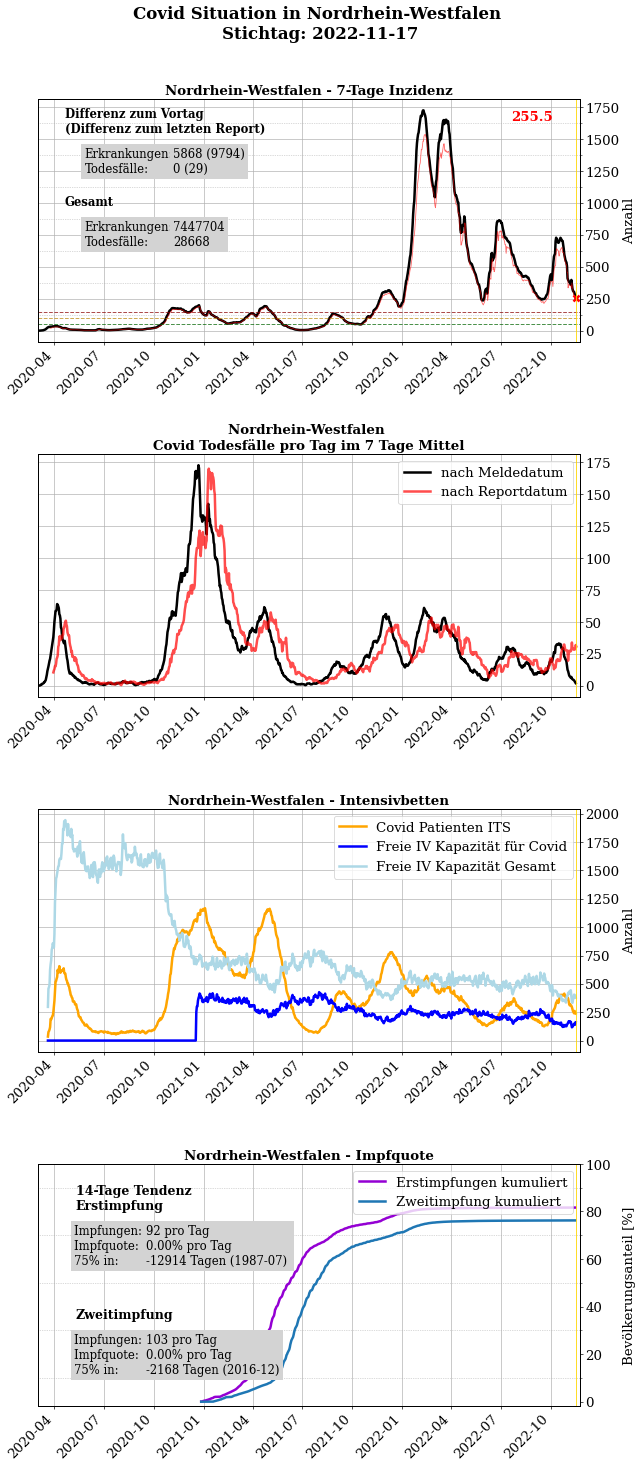 Covid Situation in Nordrhein-Westfalen
Stichtag: 2022-11-17
Nordrhein-Westfalen - 7-Tage Inzidenz
Differenz zum Vortag
(Differenz zum letzten Report)
Erkrankungen 5868 (9794)
Todesfälle: 0 (29)
Gesamt
Erkrankungen 7447704
Todesfälle: 28668
255.5
1750
1500
1250
1000
750
500
250
0
Anzahl
2020-04
2020-07
2020-10
2021-01
2021-04
2021-07
2021-10
2022-01
2022-04
2022-07
2022-10
Nordrhein-Westfalen
Covid Todesfälle pro Tag im 7 Tage Mittel
nach Meldedatum
nach Reportdatum
175
150
125
100
75
50
25
0
2020-04
2020-07
2020-10
2021-01
2021-04
2021-07
2021-10
2022-01
2022-04
2022-07
2022-10
Nordrhein-Westfalen - Intensivbetten
Covid Patienten ITS
Freie IV Kapazität für Covid
Freie IV Kapazität Gesamt
2000
1750
1500
1250
1000
750
500
250
0
Anzahl
2020-04
2020-07
2020-10
2021-01
2021-04
2021-07
2021-10
2022-01
2022-04
2022-07
2022-10
Nordrhein-Westfalen - Impfquote
14-Tage Tendenz
Erstimpfung
Impfungen: 92 pro Tag
Impfquote: 0.00% pro Tag
75% in: -12914 Tagen (1987-07)
Zweitimpfung
Impfungen: 103 pro Tag
Impfquote: 0.00% pro Tag
75% in: -2168 Tagen (2016-12)
Erstimpfungen kumuliert
Zweitimpfung kumuliert
100
80
60
40
20
0
Bevölkerungsanteil [%]
2020-04
2020-07
2020-10
2021-01
2021-04
2021-07
2021-10
2022-01
2022-04
2022-07
2022-10